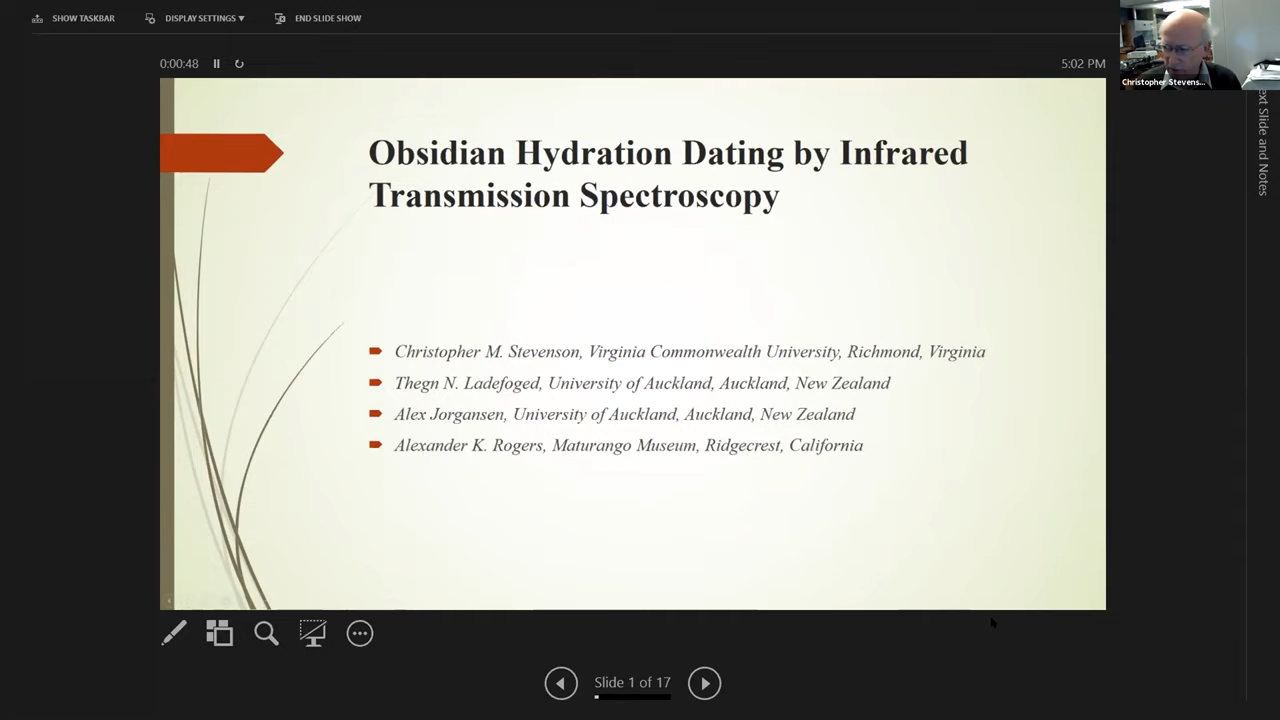 SHOW TASKBAR
DISPLAY SETTINGS ▼
END SLIDE SHOW
0:00:48
5:02 PM
Christopher Stevens...
Obsidian Hydration Dating by Infrared
Transmission Spectroscopy
Christopher M. Stevenson, Virginia Commonwealth University, Richmond, Virginia
Thegn N. Ladefoged, University of Auckland, Auckland, New Zealand
Alex Jorgansen, University of Auckland, Auckland, New Zealand
Alexander K. Rogers, Maturango Museum, Ridgecrest, California
Slide 1 of 17
ext Slide and Notes